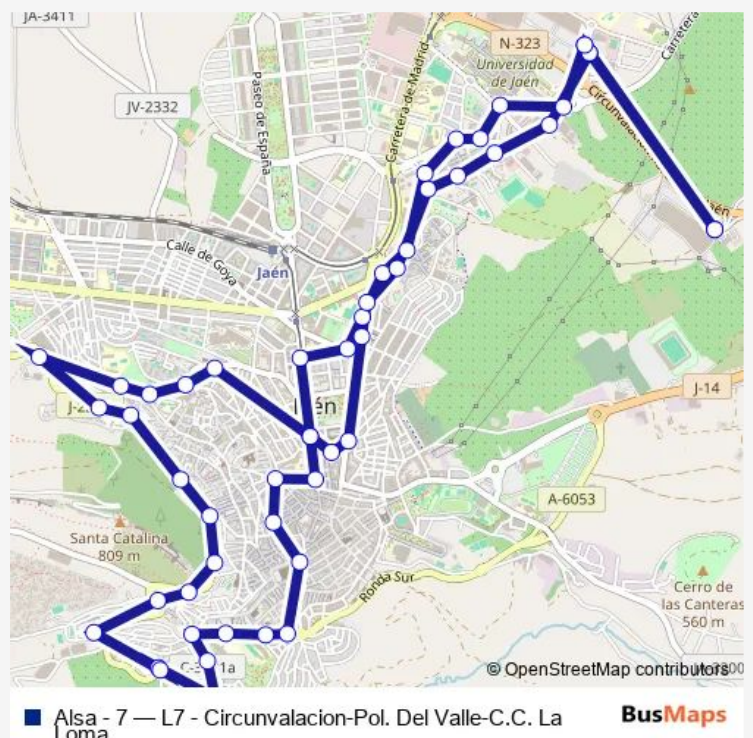 JA-3411
N-323
Carretera
Universidad
de Jaén
Carretera de Madrid
Paseo de España
JV-2332
Circunvalación
Jaén
Calle de Goya
Jaén
J-14
Jaén
A-6053
Santa Catalina
809 m
Ronda Sur
Cerro de
las Canteras
560 m
© OpenStreetMap contributors
Alsa - 7 — L7 - Circunvalacion-Pol. Del Valle-C.C. La
Loma
BusMaps